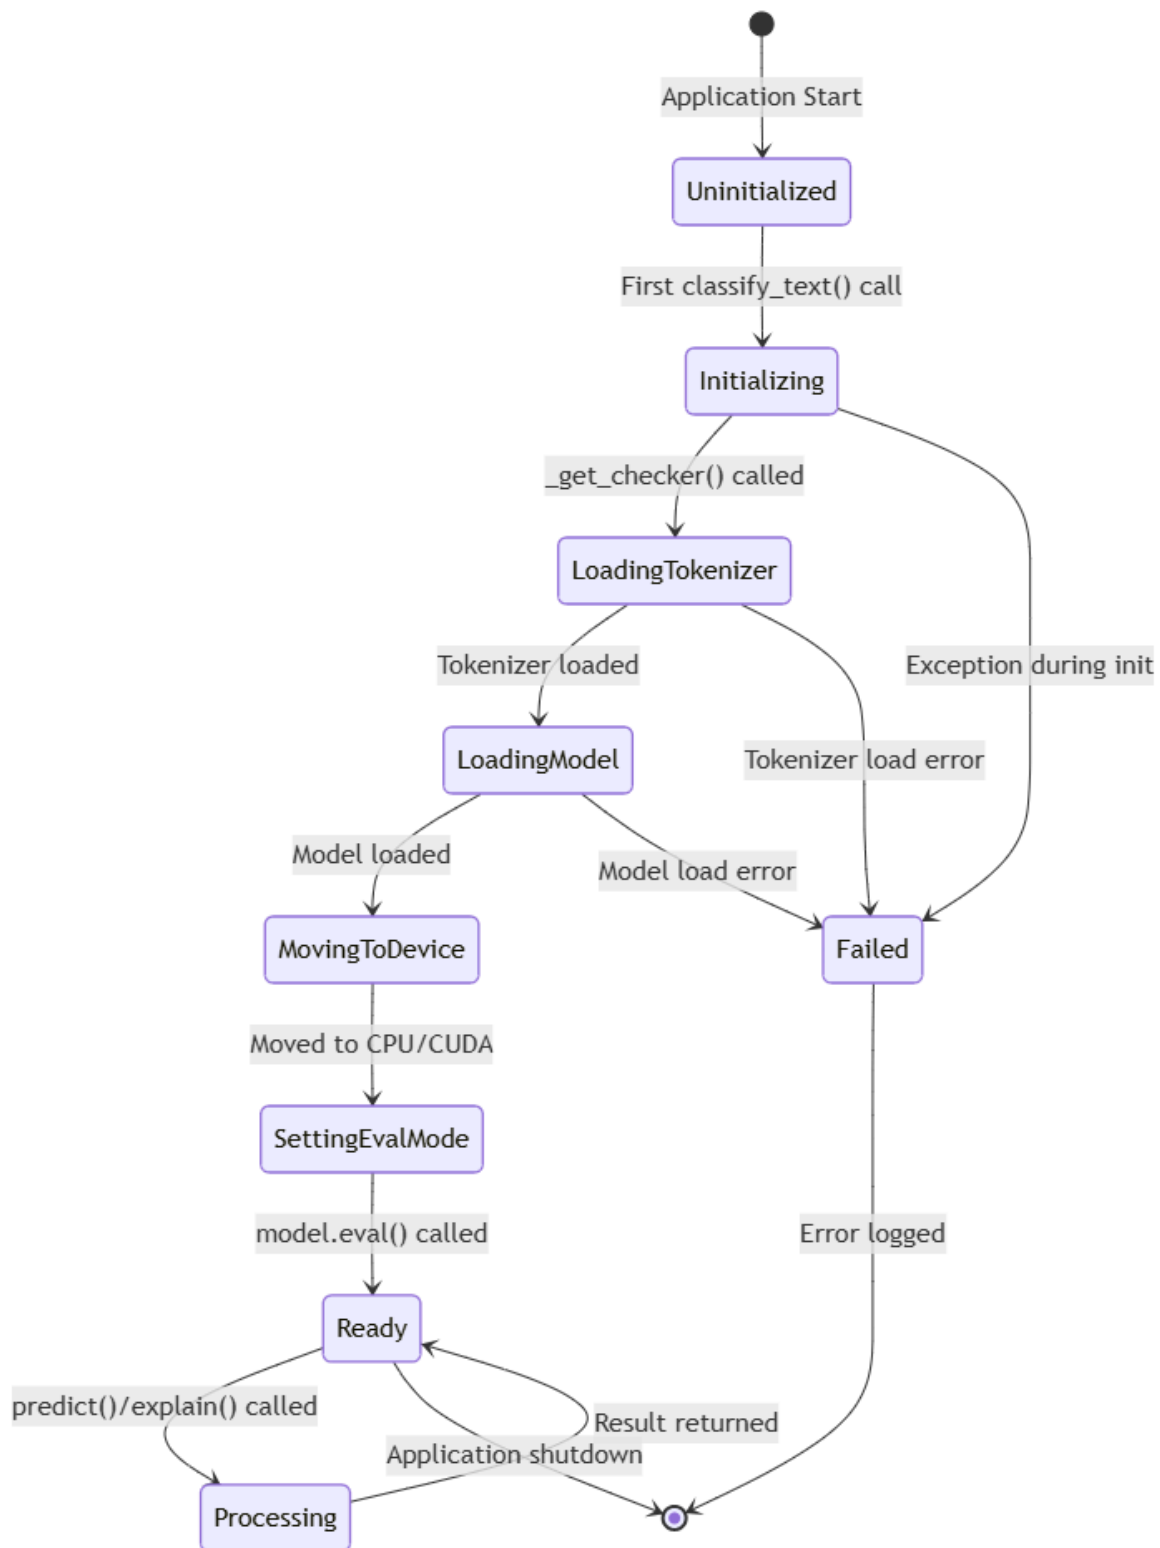 Application Start
Uninitialized
First classify_text() call
Initializing
_get_checker() called
LoadingTokenizer
Tokenizer loaded
Exception during init
LoadingModel
Tokenizer load error
Model loaded
Model load error
MovingToDevice
Failed
Moved to CPU/CUDA
SettingEvalMode
model.eval() called
Error logged
Ready
predict()/explain() called
Result returned
Application shutdown
Processing